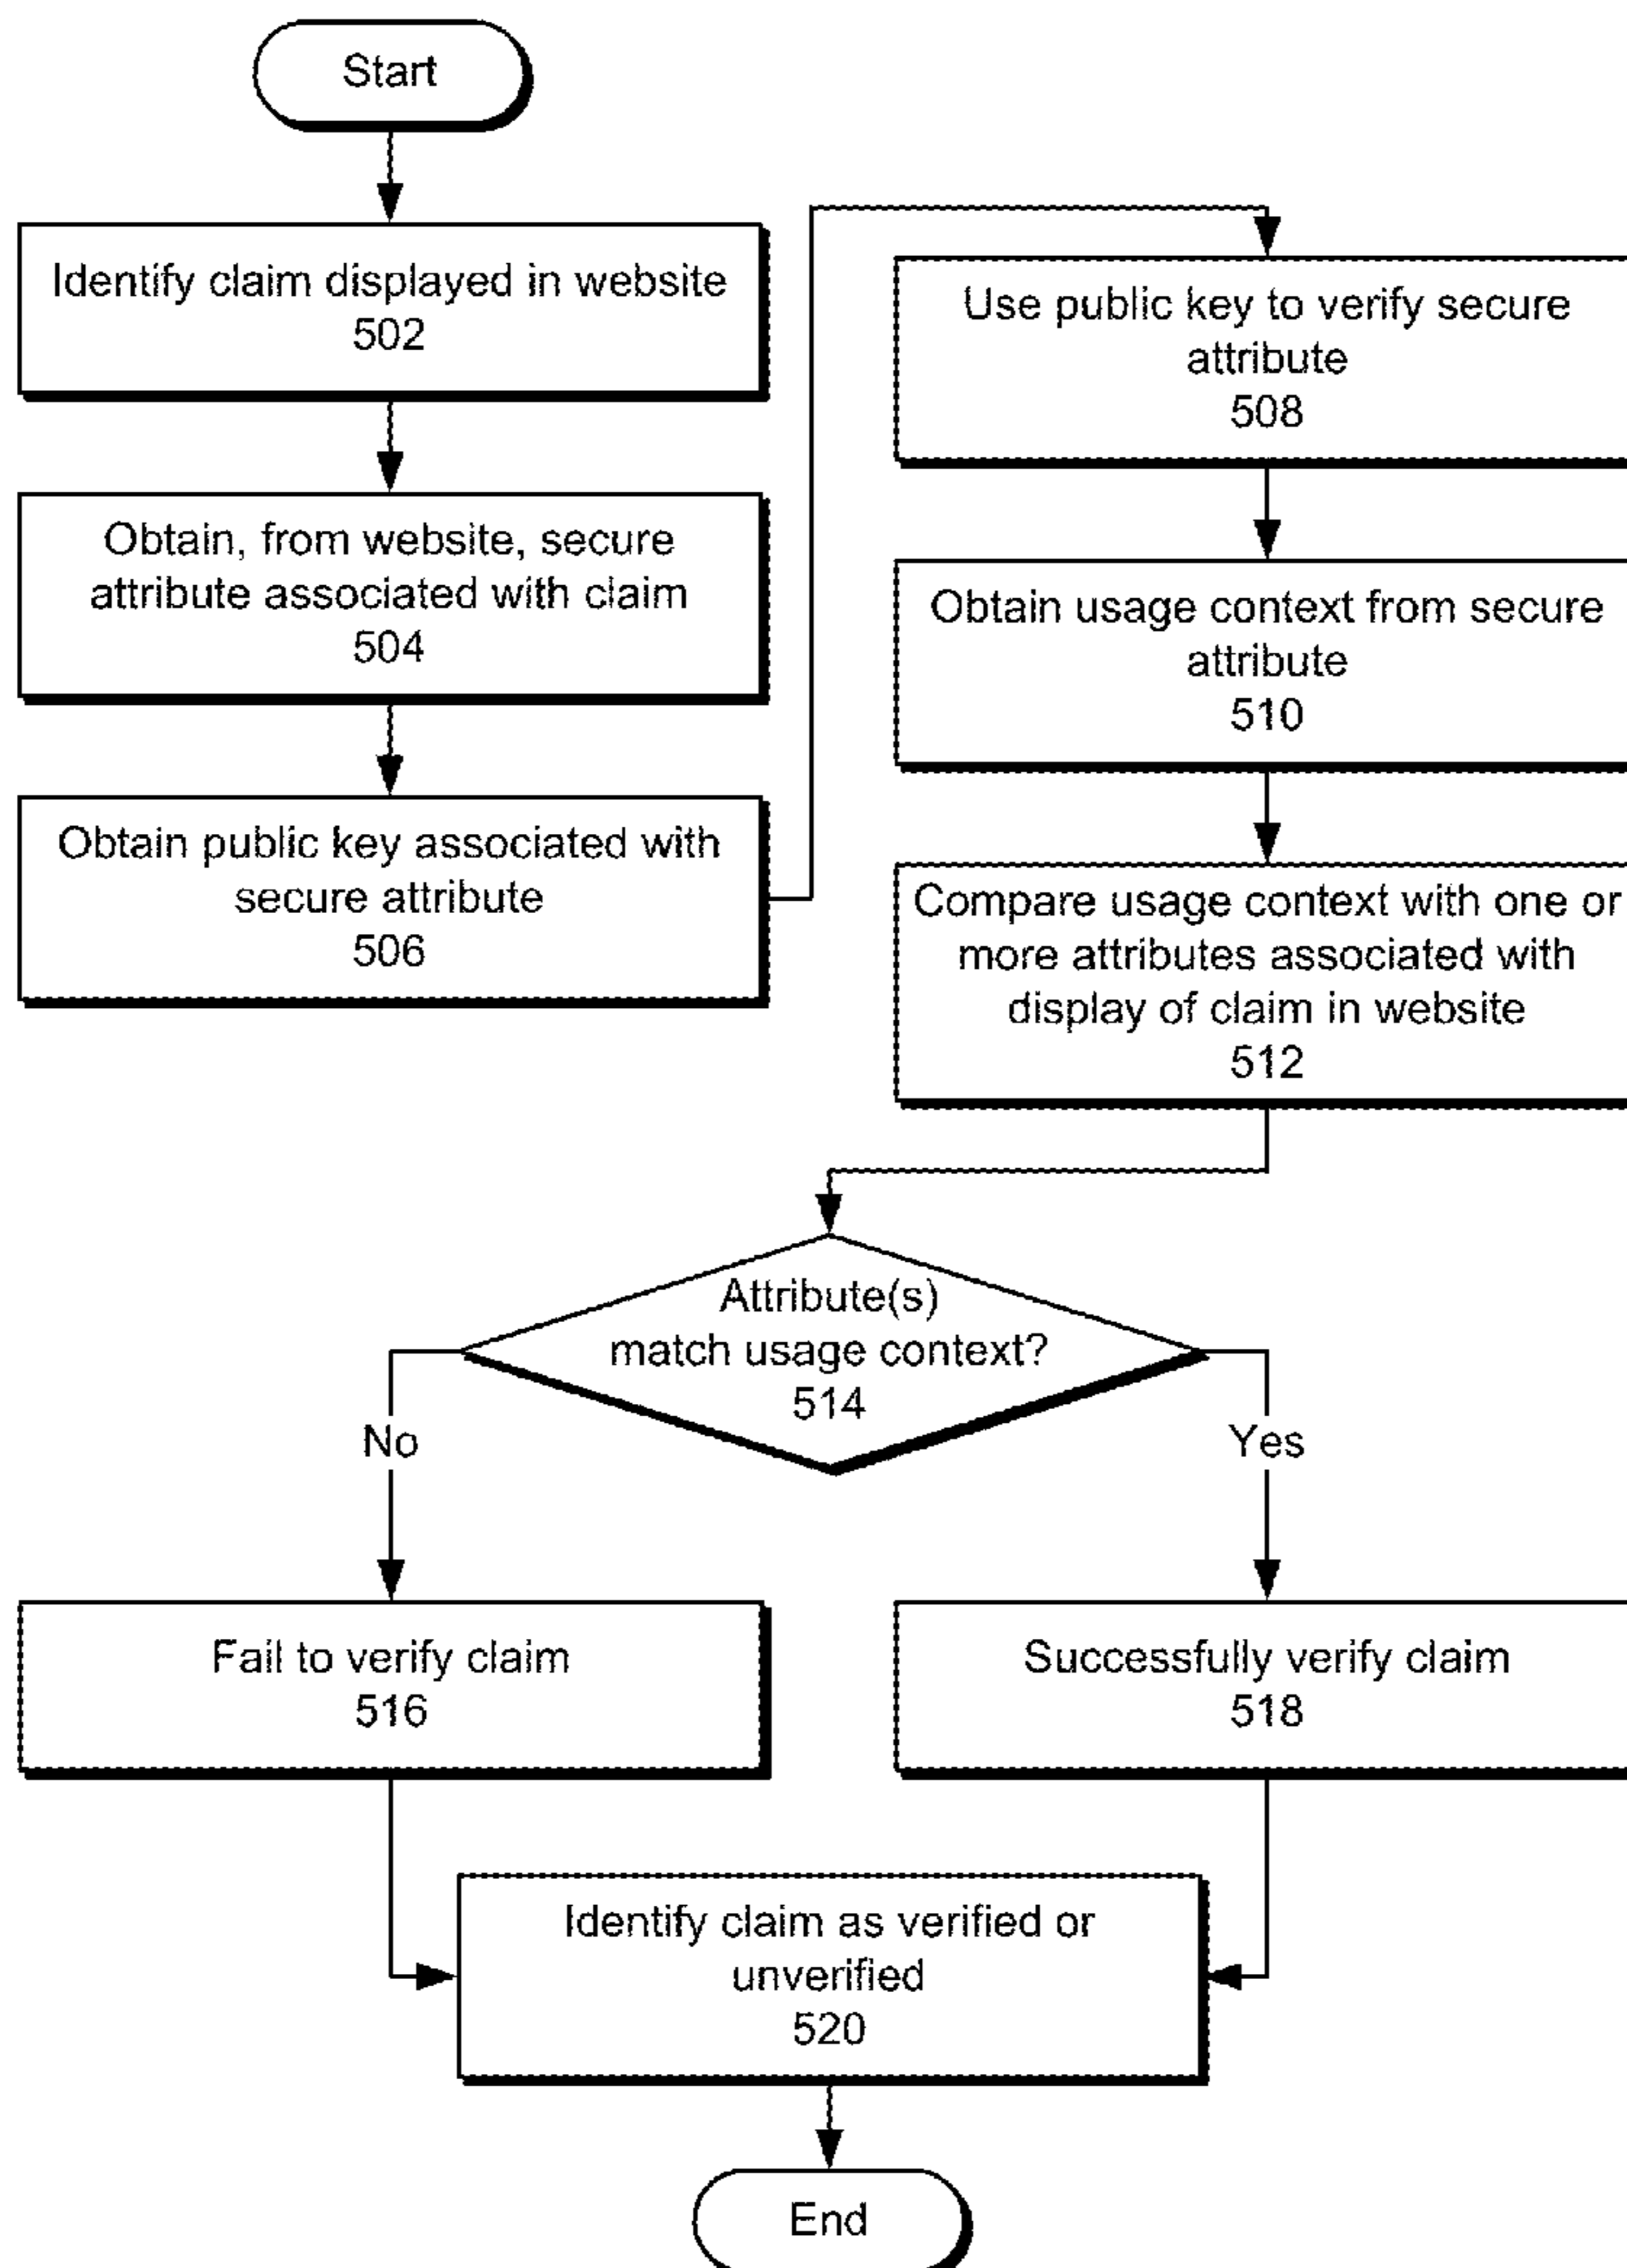 Start
Identify claim displayed in website
502
Obtain, from website, secure
attribute associated with claim
504
Obtain public key associated with
secure attribute
506
Use public key to verify secure
attribute
508
Obtain usage context from secure
attribute
510
Compare usage context with one or
more attributes associated with
display of claim in website
512
Attribute(s)
match usage context?
514
No
Yes
Fail to verify claim
516
Successfully verify claim
518
Identify claim as verified or
unverified
520
End